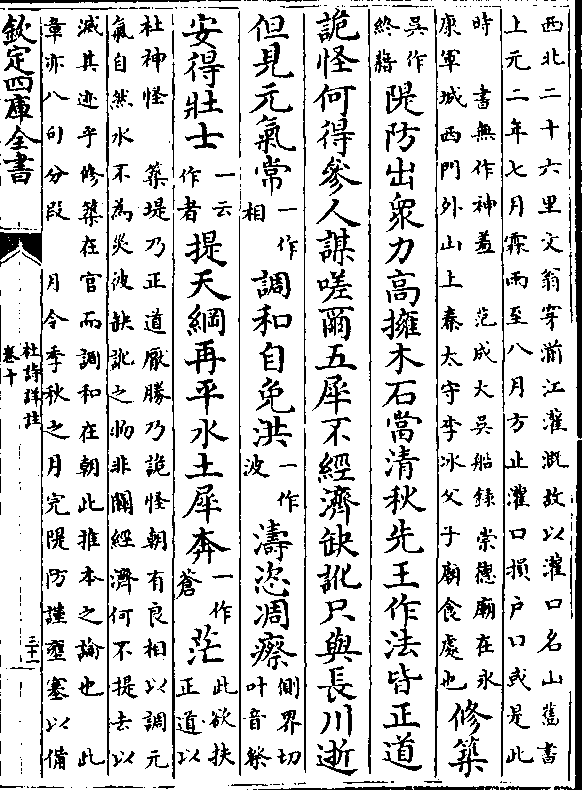 西北二十六里文翁穿湔江灌溉故以灌口名山舊書
上元二年七月霖雨至八月方止灌口損戶口或是此
時　書無作神羞　范成大吳船錄崇德廟在永
康軍城西門外山上秦太守李冰父子廟食處也
修築
吳作
終藉
隄防出衆力高擁木石當清秋先王作法皆正道
詭怪何得參人謀嗟爾五犀不經濟缺訛只與長川逝
但見元氣常
一作
相
調和自免洪
一作
波
濤恣凋瘵
側界切
叶音祭
安得壯士
一云
作者
提天綱再平水土犀奔
一作
蒼
茫
此欲扶
正道以
杜神怪　築堤乃正道厭勝乃詭怪朝有良相以調元
氣自然水不為災彼缺訛之物非關經濟何不提去以
滅其迹乎修築在官而調和在朝此推本之論也　此
章亦八句分段　月令季秋之月完隄防謹壅塞以備
欽定四庫全書
杜詩詳註
卷十
三十二